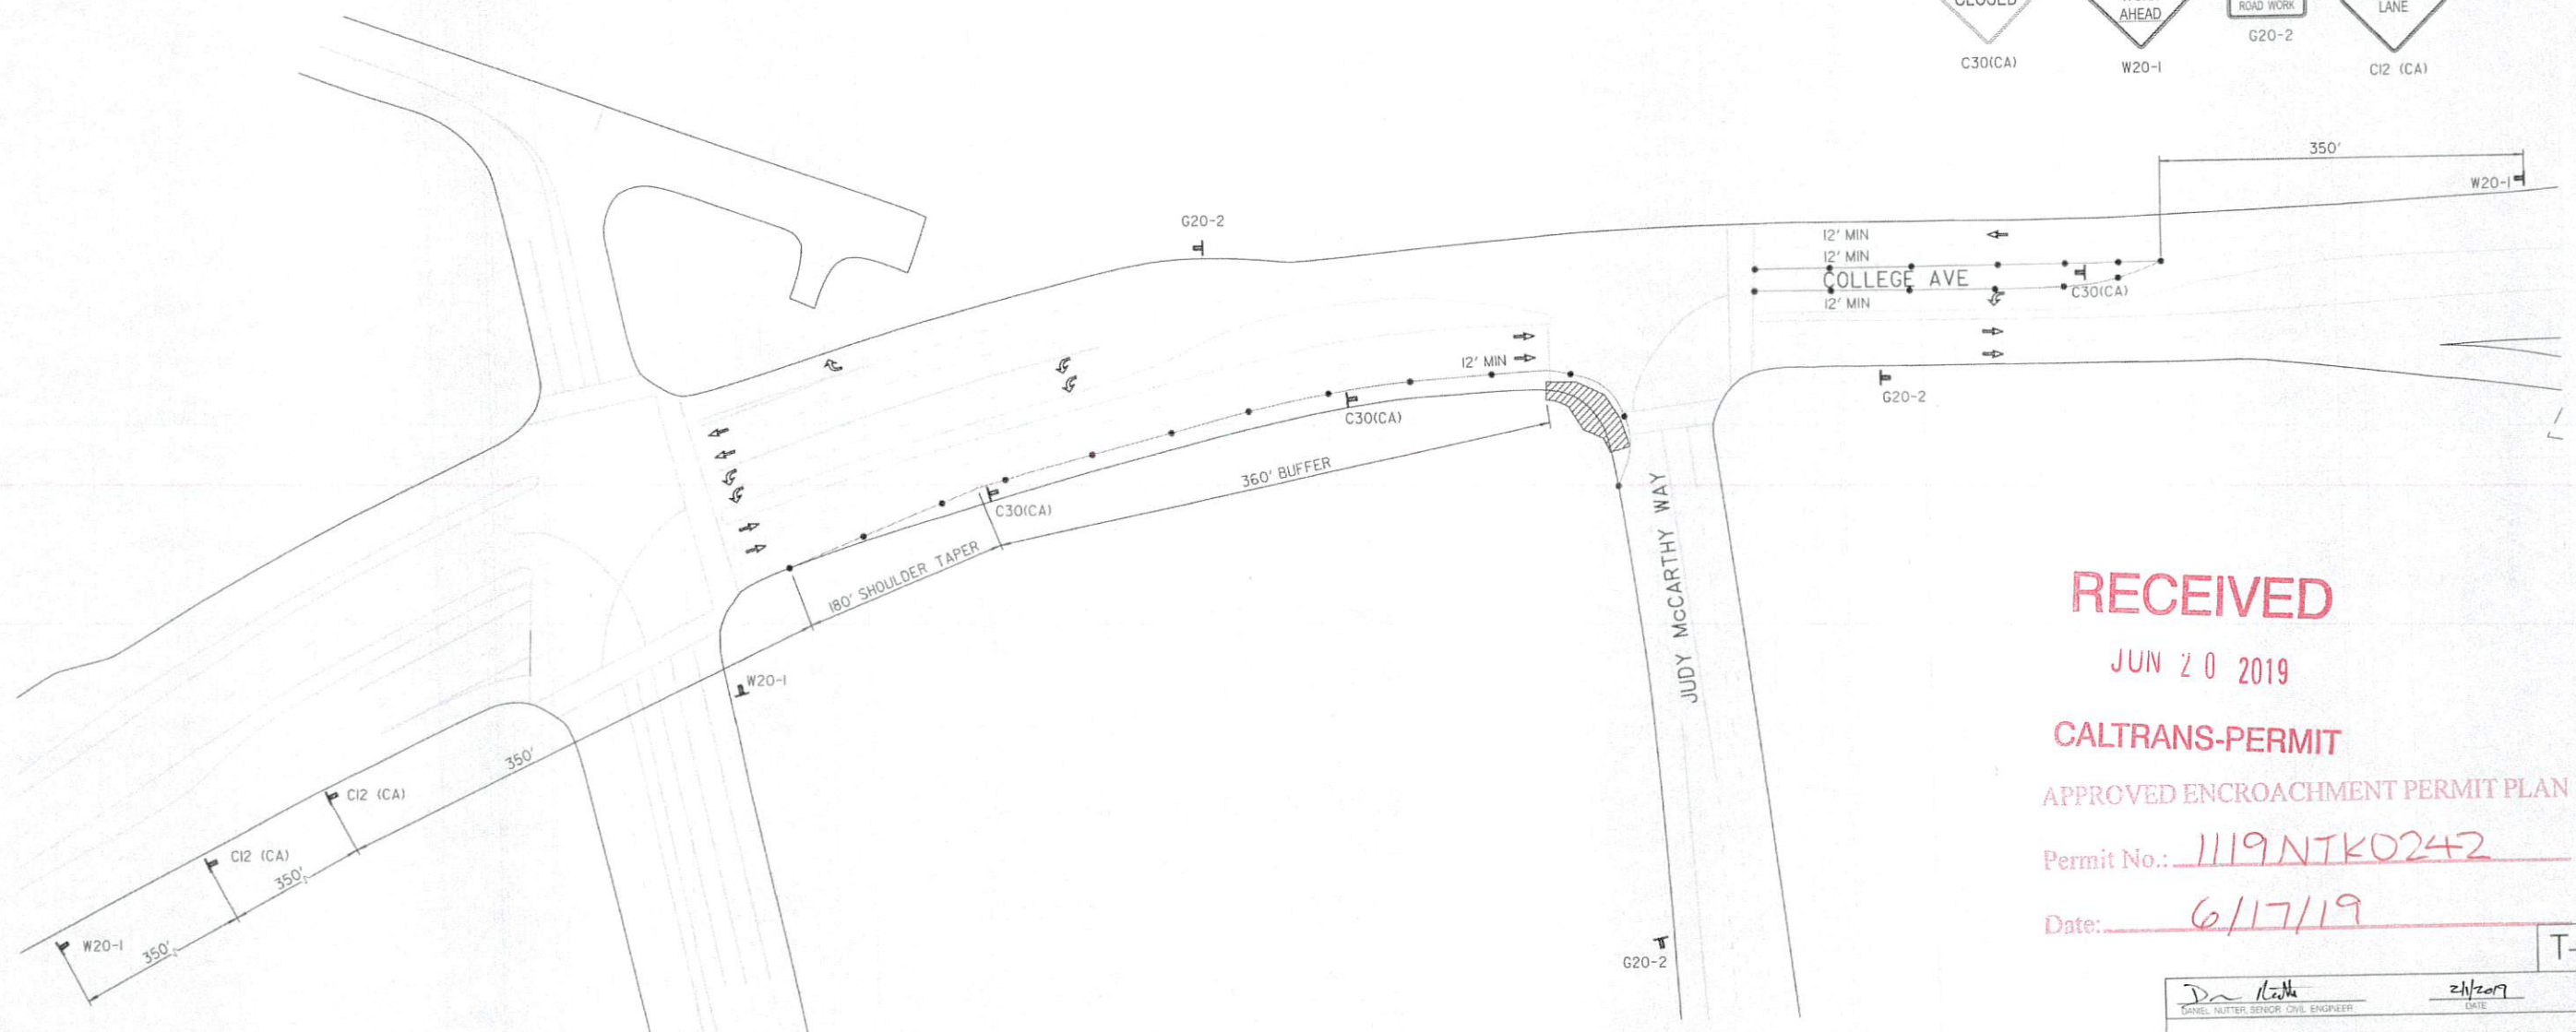 CLOSED
C30(CA)
AHEAD
W20-1
ROAD WORK
G20-2
LANE
C12 (CA)
350'
W20-1
G20-2
12' MIN
12' MIN
COLLEGE AVE
12' MIN
C30(CA)
12' MIN
G20-2
C30(CA)
360' BUFFER
C30(CA)
180' SHOULDER TAPER
JUDY McCARTHY WAY
W20-1
350'
C12 (CA)
C12 (CA)
350'
W20-1
350'
G20-2
RECEIVED
JUN 20 2019
CALTRANS-PERMIT
APPROVED ENCROACHMENT PERMIT PLAN
Permit No.: 1119NTK0242
Date: 6/17/19
T-
2/1/2019
DANIEL NUTTER, SENIOR CIVIL ENGINEER
DATE